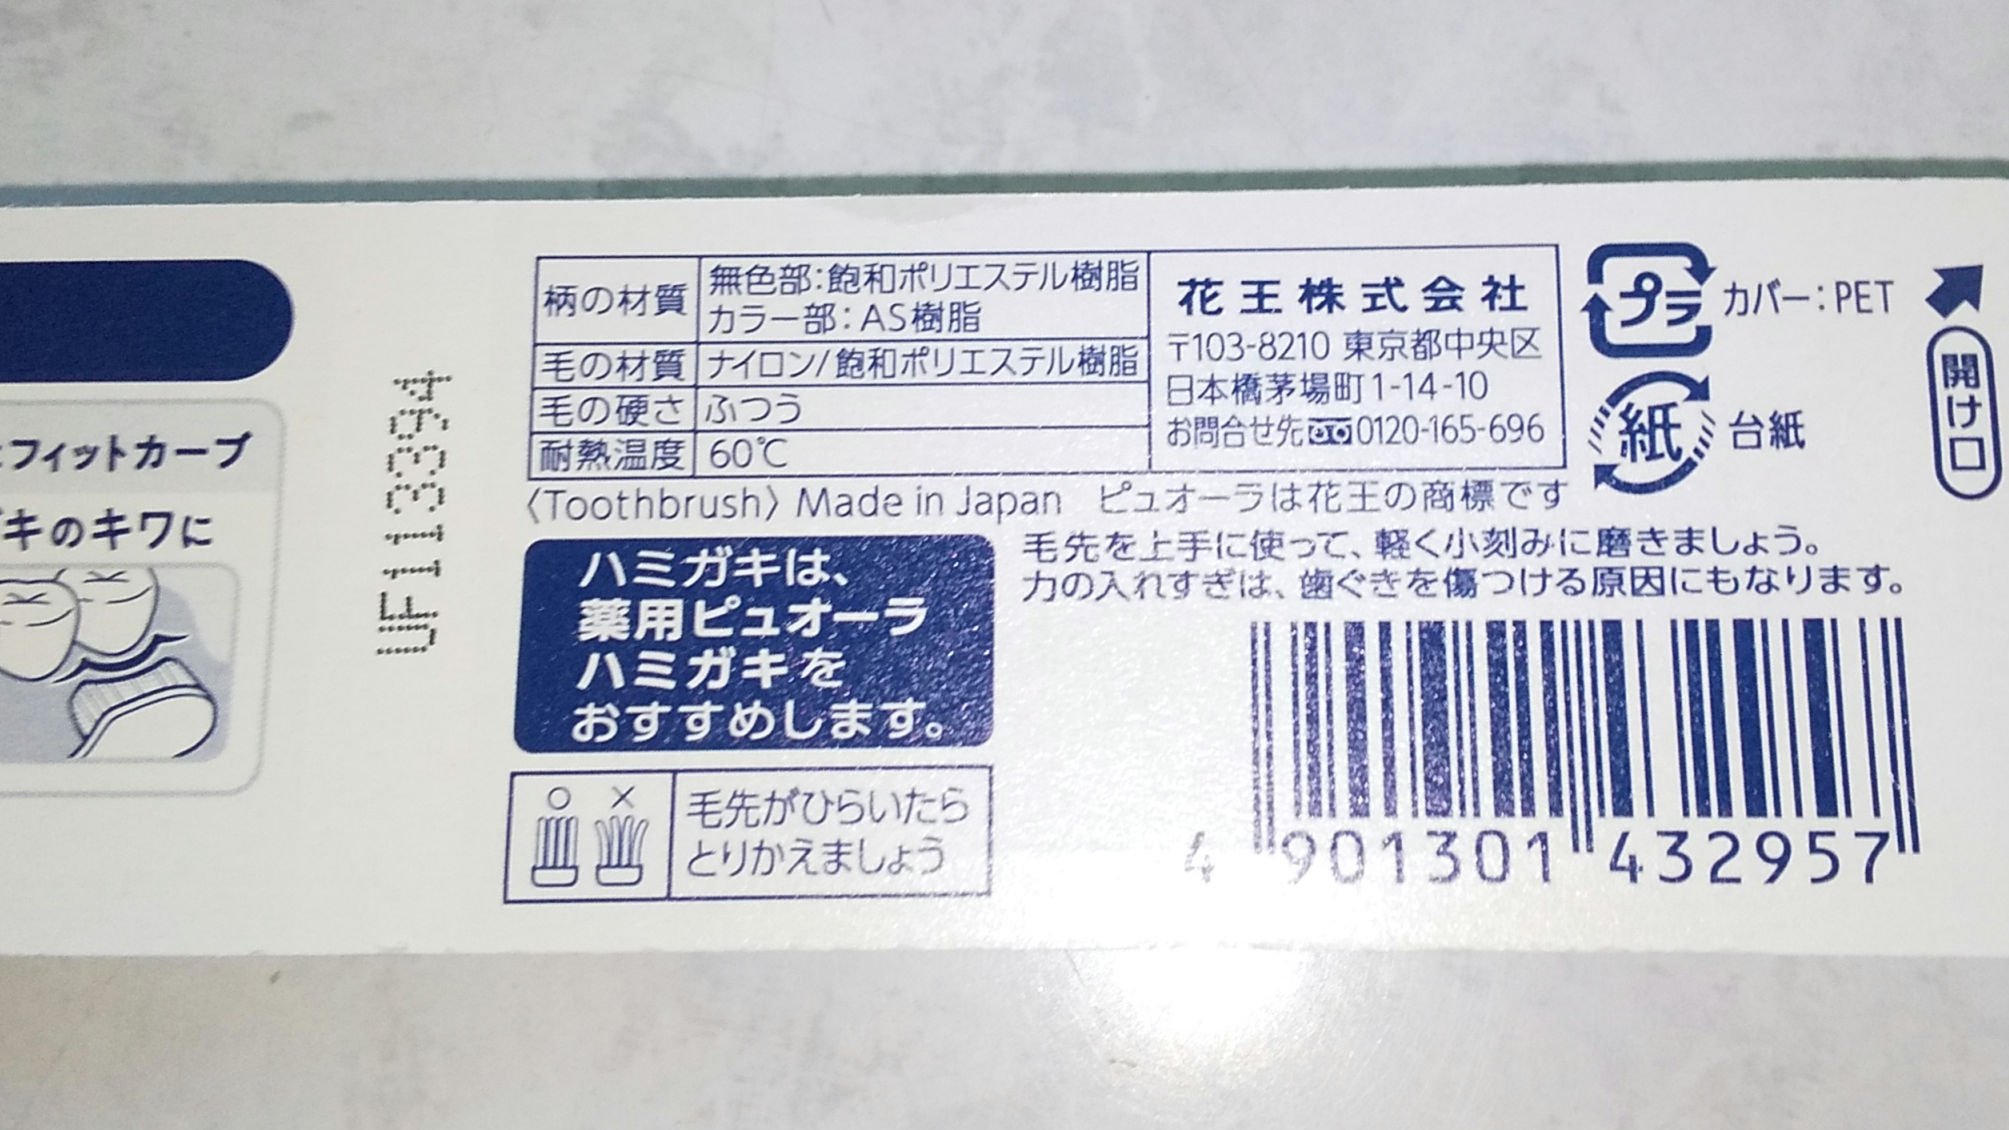 フィットカーブ
キのキワに
UF113394
柄の材質 無色部:飽和ポリエステル樹脂
カラー部:AS樹脂
毛の材質 ナイロン/飽和ポリエステル樹脂
毛の硬さ ふつう
耐熱温度 60℃
花王株式会社
〒103-8210 東京都中央区
日本橋茅場町1-14-10
お問合せ先 0120-165-696
プラ カバー:PET
紙 台紙
開け口
〈Toothbrush〉 Made in Japan ピュオーラは花王の商標です
ハミガキは、
薬用ピュオーラ
ハミガキを
おすすめします。
毛先を上手に使って、軽く小刻みに磨きましょう。
力の入れすぎは、歯ぐきを傷つける原因にもなります。
○ ×
毛先がひらいたら
とりかえましょう
4 901301 432957